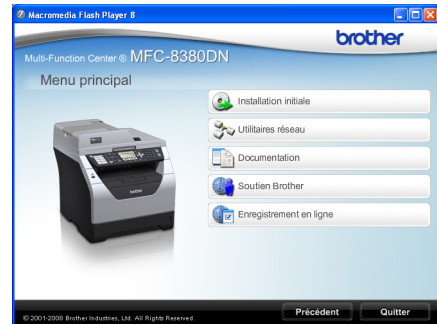 Macromedia Flash Player 8
brother
Multi-Function Center ® MFC-8380DN
Menu principal
Installation initiale
Utilitaires réseau
Documentation
Soutien Brother
Enregistrement en ligne
© 2001-2009 Brother Industries, Ltd. All Rights Reserved.
Précédent
Quitter